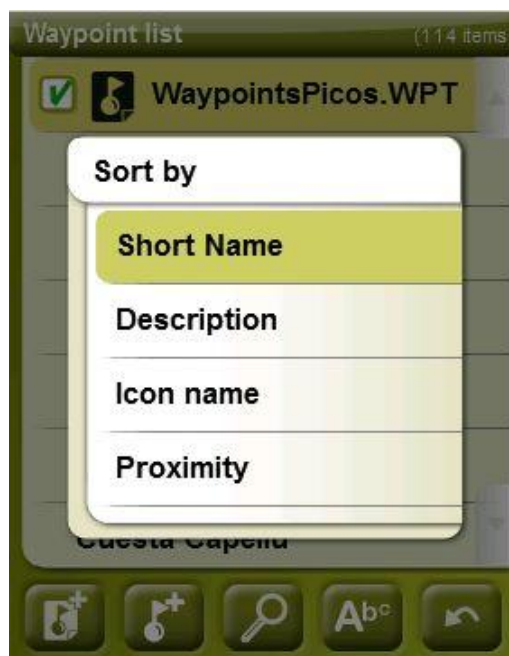 Waypoint list (114 items
WaypointsPicos.WPT
Sort by
Short Name
Description
Icon name
Proximity
Cuesta Capellu
Abc